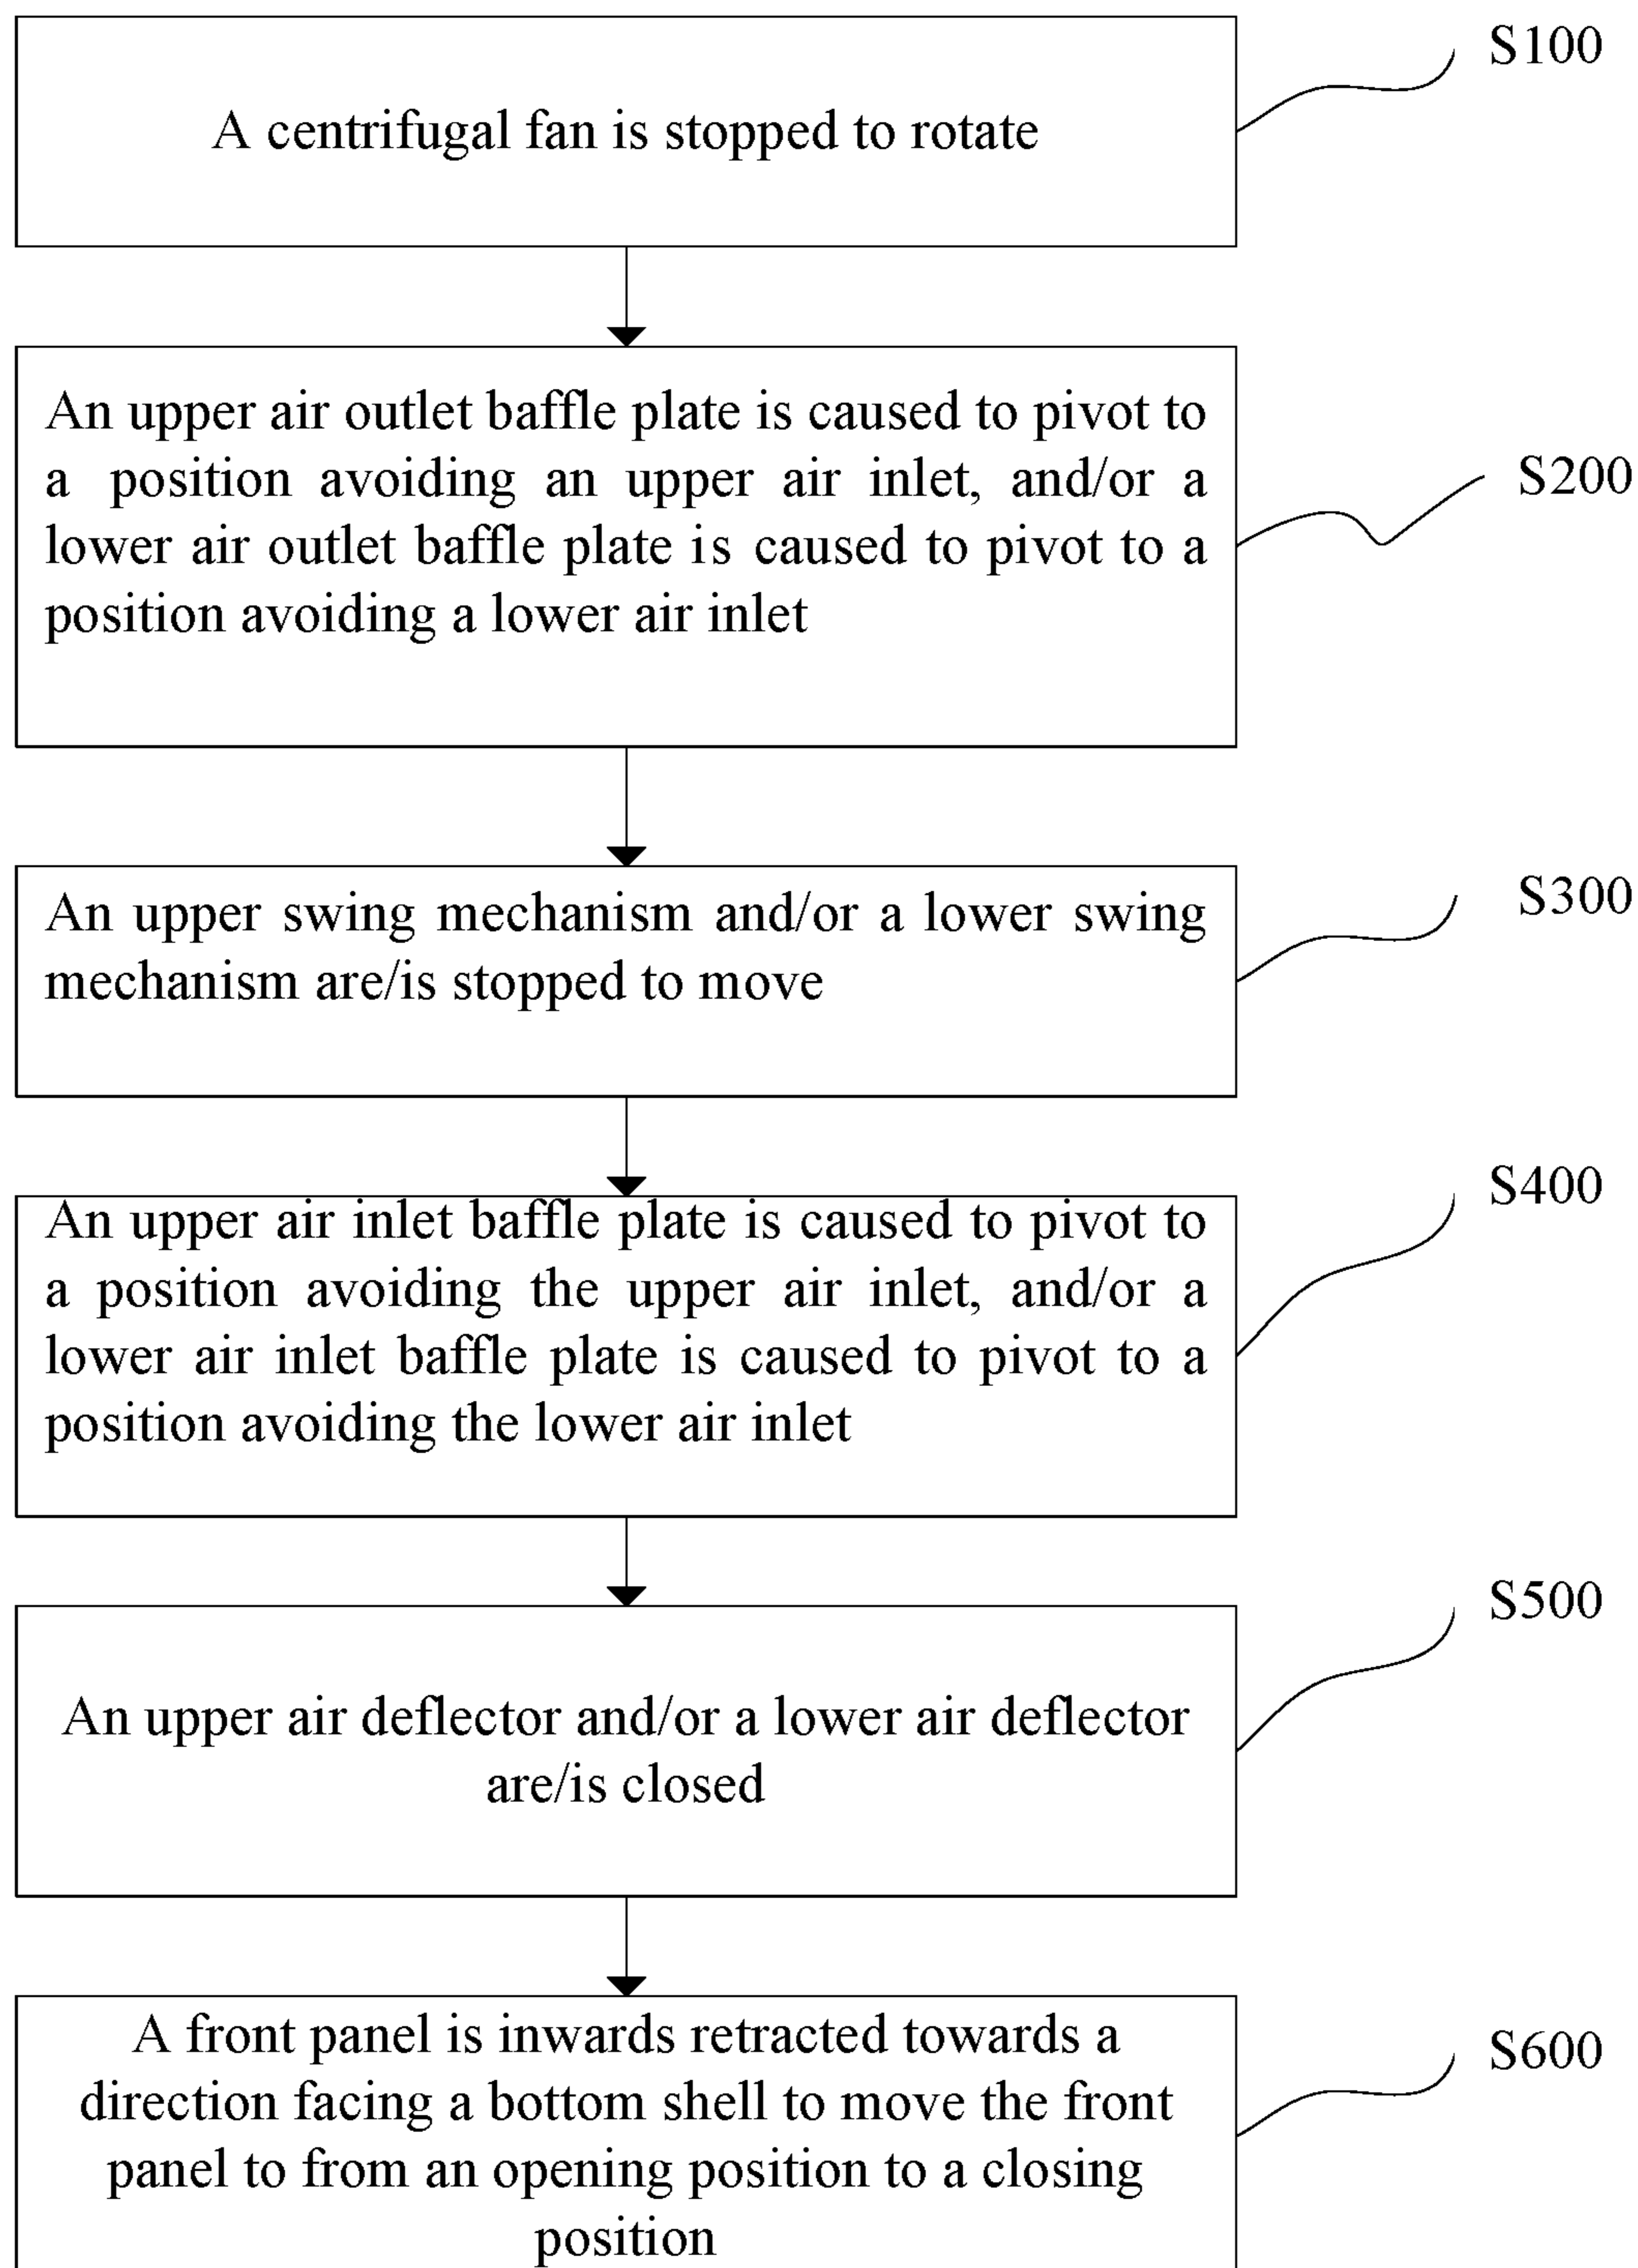 S100
A centrifugal fan is stopped to rotate
An upper air outlet baffle plate is caused to pivot to
a position avoiding an upper air inlet, and/or a
lower air outlet baffle plate is caused to pivot to a
position avoiding a lower air inlet
S200
An upper swing mechanism and/or a lower swing
mechanism are/is stopped to move
S300
An upper air inlet baffle plate is caused to pivot to
a position avoiding the upper air inlet, and/or a
lower air inlet baffle plate is caused to pivot to a
position avoiding the lower air inlet
S400
An upper air deflector and/or a lower air deflector
are/is closed
S500
A front panel is inwards retracted towards a
direction facing a bottom shell to move the front
panel to from an opening position to a closing
position
S600